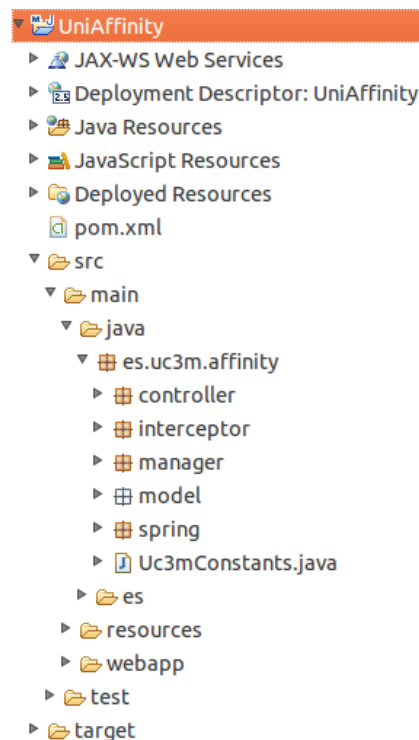 UniAffinity
JAX-WS Web Services
Deployment Descriptor: UniAffinity
Java Resources
JavaScript Resources
Deployed Resources
pom.xml
src
main
java
es.uc3m.affinity
controller
interceptor
manager
model
spring
Uc3mConstants.java
es
resources
webapp
test
target